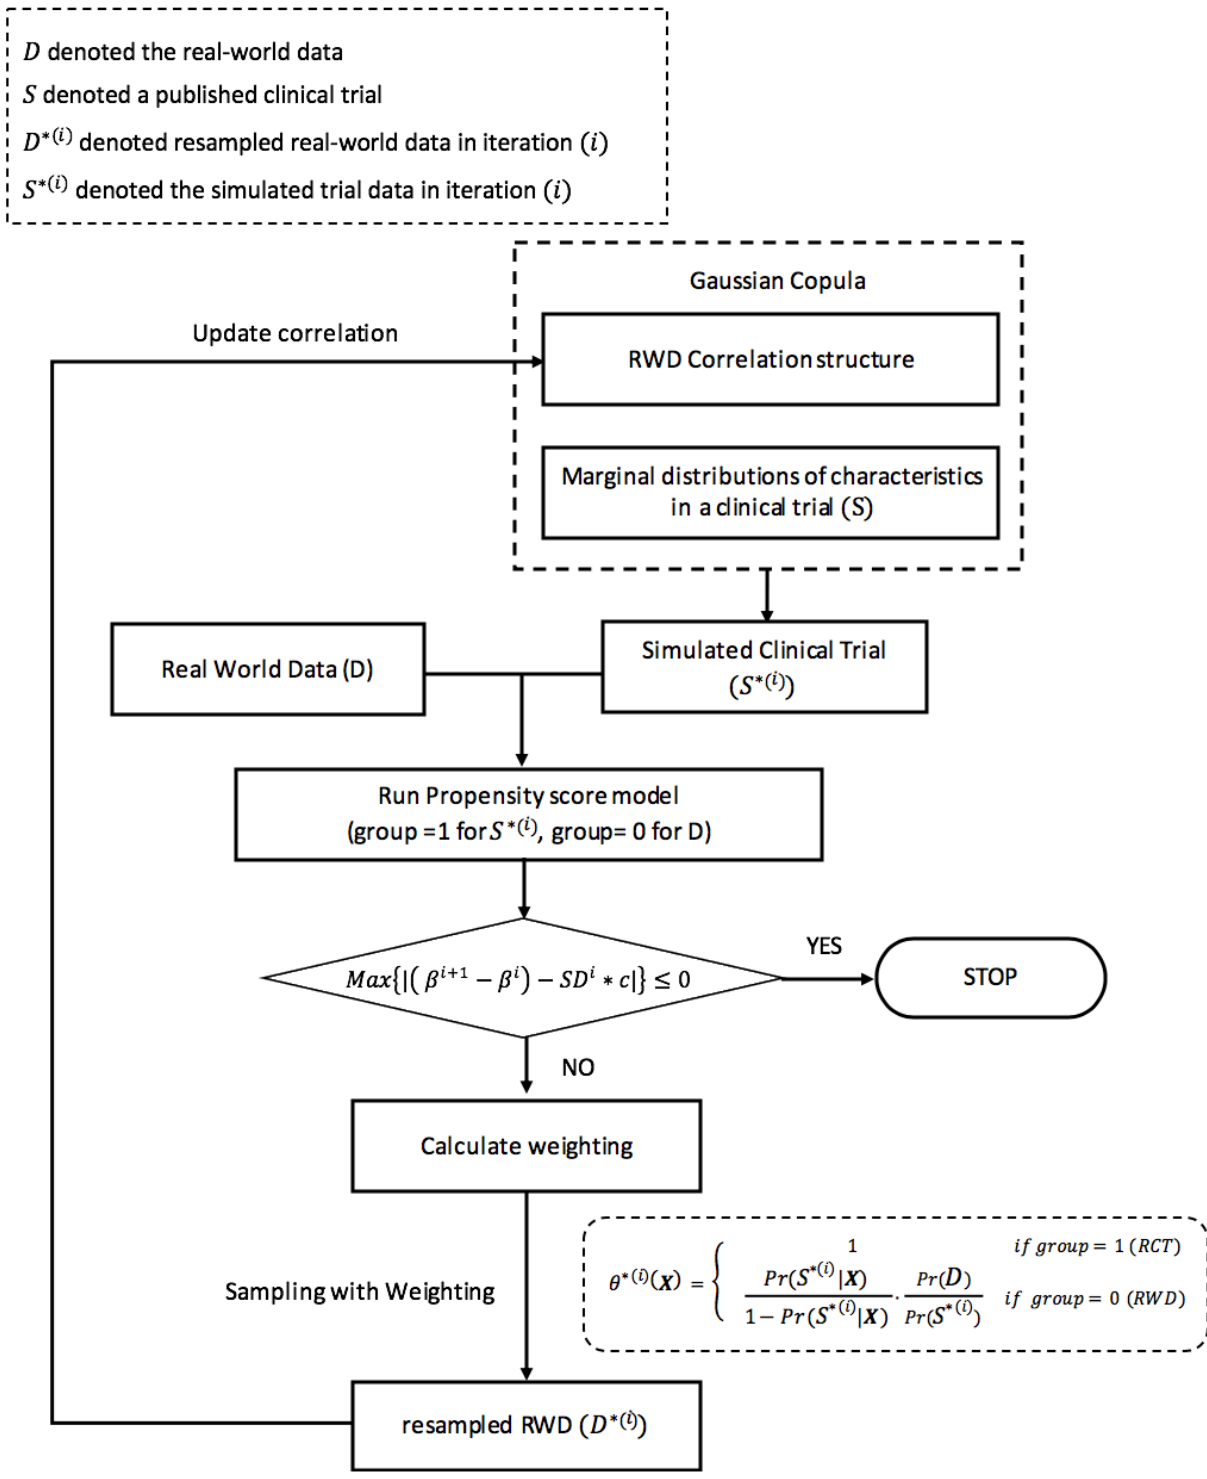 D denoted the real-world data
S denoted a published clinical trial
D*(i) denoted resampled real-world data in iteration (i)
S*(i) denoted the simulated trial data in iteration (i)
Gaussian Copula
Update correlation
RWD Correlation structure
Marginal distributions of characteristics
in a clinical trial (S)
Real World Data (D)
Simulated Clinical Trial
(S*(i))
Run Propensity score model
(group =1 for S*(i), group= 0 for D)
Max{|( β^{i+1} − β^i) − SD^i * c|} ≤ 0
YES
STOP
NO
Calculate weighting
Sampling with Weighting
θ*(i)(X) = { 1 if group = 1 (RCT)
Pr(S*(i)|X) / 1 − Pr(S*(i)|X) · Pr(D) / Pr(S*(i)) if group = 0 (RWD)
resampled RWD (D*(i))